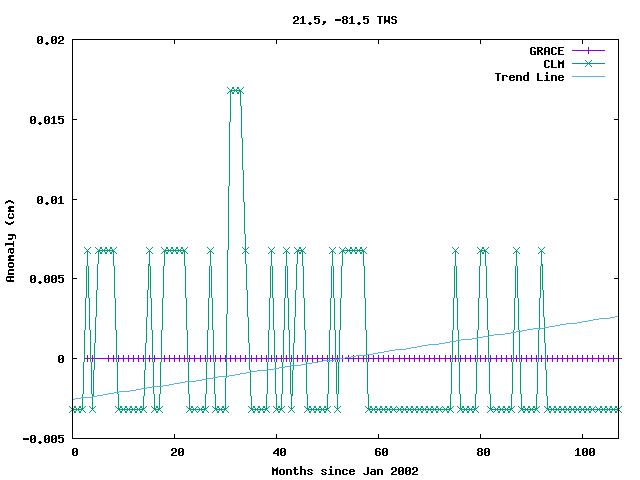 21.5, -81.5 TWS
0.02
GRACE
CLM
Trend Line
0.015
0.01
0.005
0
-0.005
Anomaly (cm)
0 20 40 60 80 100
Months since Jan 2002